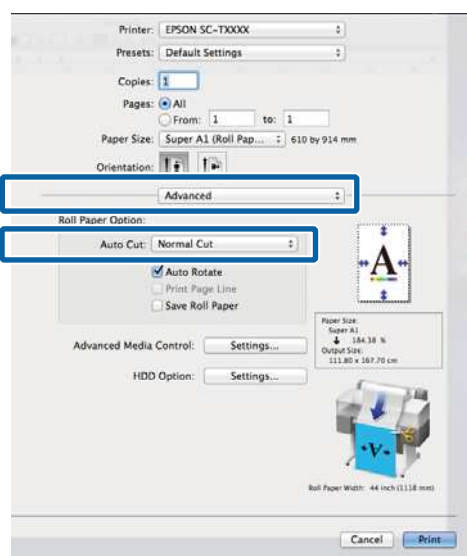 Printer: EPSON SC-TXXXX
Presets: Default Settings
Copies: 1
Pages: All
From: 1 to: 1
Paper Size: Super A1 (Roll Pap... 610 by 914 mm
Orientation:
Advanced
Roll Paper Option:
Auto Cut: Normal Cut
Auto Rotate
Print Page Line
Save Roll Paper
A
Paper Size:
Super A1
184.38 %
Output Size:
111.80 x 167.70 cm
Advanced Media Control: Settings...
HDD Option: Settings...
A
Roll Paper Width: 44 inch (1118 mm)
Cancel Print